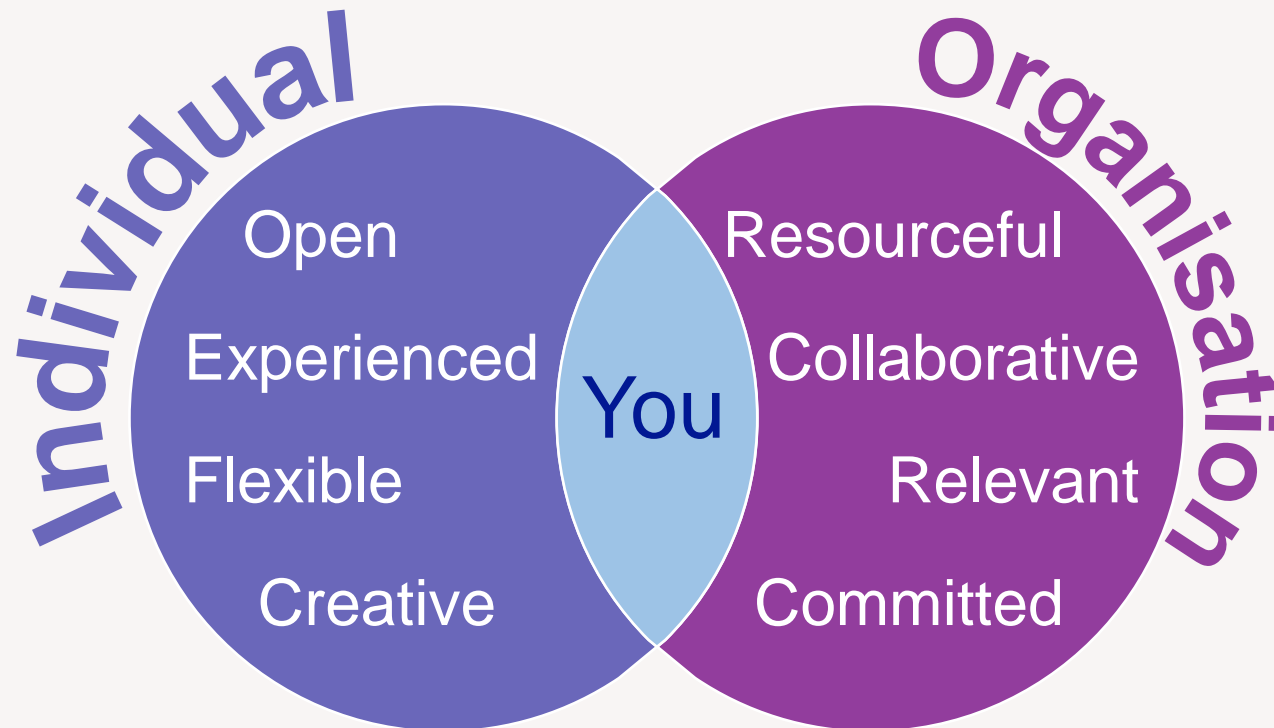 Individual
Open
Experienced
Flexible
Creative
You
Organisation
Resourceful
Collaborative
Relevant
Committed